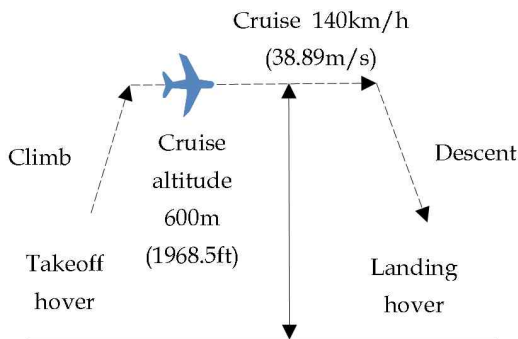 Cruise 140km/h
(38.89m/s)
Climb
Cruise
altitude
600m
(1968.5ft)
Descent
Takeoff
hover
Landing
hover